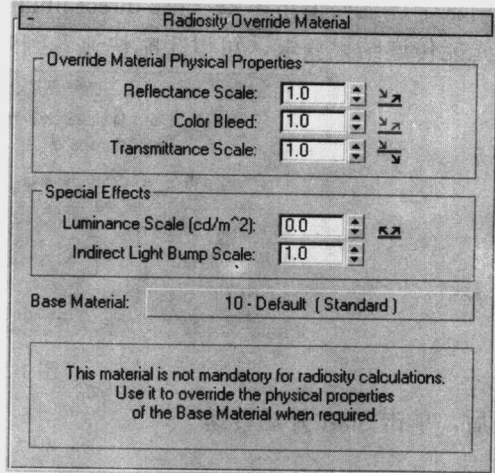 - Radiosity Override Material
Override Material Physical Properties
Reflectance Scale: 1.0
Color Bleed: 1.0
Transmittance Scale: 1.0
Special Effects
Luminance Scale (cd/m^2): 0.0
Indirect Light Bump Scale: 1.0
Base Material: 10 - Default ( Standard )
This material is not mandatory for radiosity calculations.
Use it to override the physical properties
of the Base Material when required.